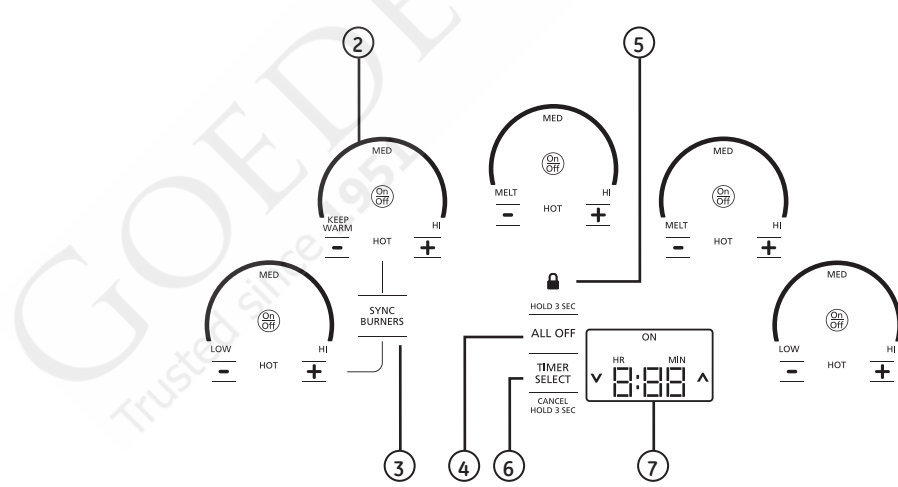 GOEDE
Trusted since 1951
2
5
MED
On
Off
KEEP
WARM
HI
-
HOT
+
MED
On
Off
MELT
HI
-
HOT
+
MED
On
Off
MELT
HI
-
HOT
+
MED
On
Off
LOW
HI
-
HOT
+
SYNC
BURNERS
HOLD 3 SEC
ALL OFF
TIMER
SELECT
CANCEL
HOLD 3 SEC
ON
HR MIN
8:88
MED
On
Off
LOW
HI
-
HOT
+
3
4
6
7